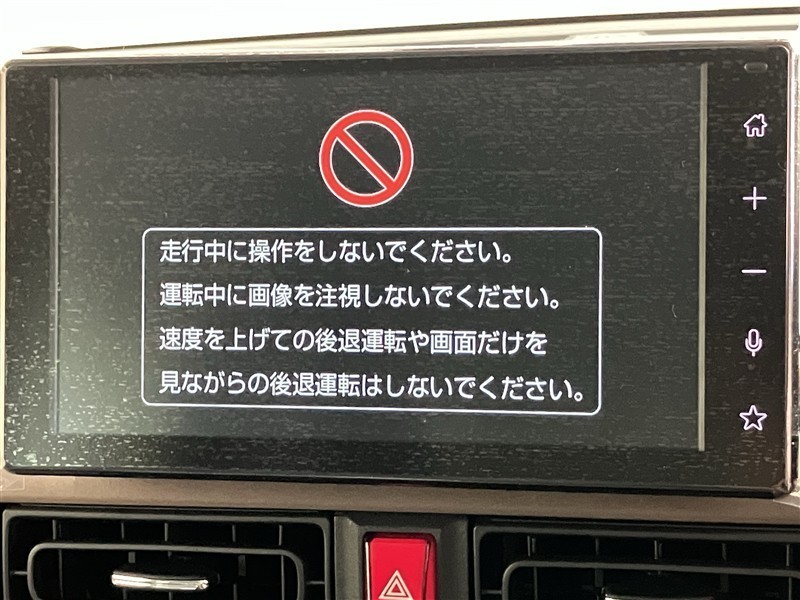 走行中に操作をしないでください。
運転中に画像を注視しないでください。
速度を上げての後退運転や画面だけを
見ながらの後退運転はしないでください。